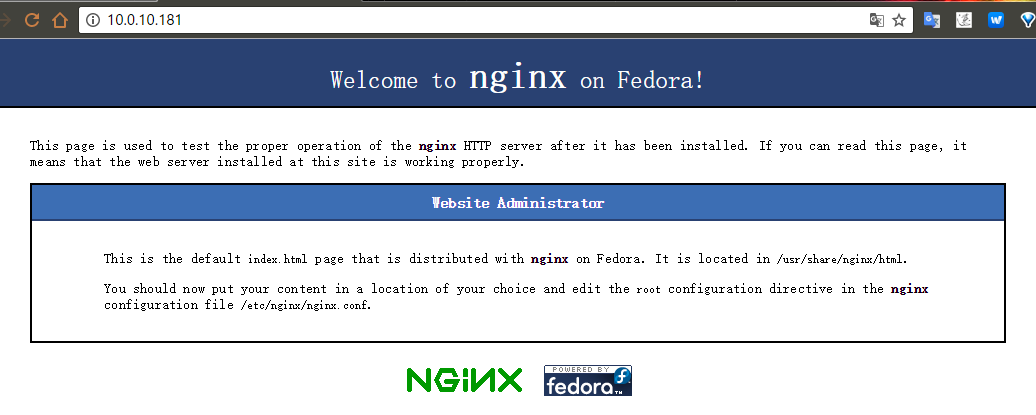 10.0.10.181
Welcome to nginx on Fedora!
This page is used to test the proper operation of the nginx HTTP server after it has been installed. If you can read this page, it
means that the web server installed at this site is working properly.
Website Administrator
This is the default index.html page that is distributed with nginx on Fedora. It is located in /usr/share/nginx/html.
You should now put your content in a location of your choice and edit the root configuration directive in the nginx
configuration file /etc/nginx/nginx.conf.
NGiNX
POWERED BY
fedora™